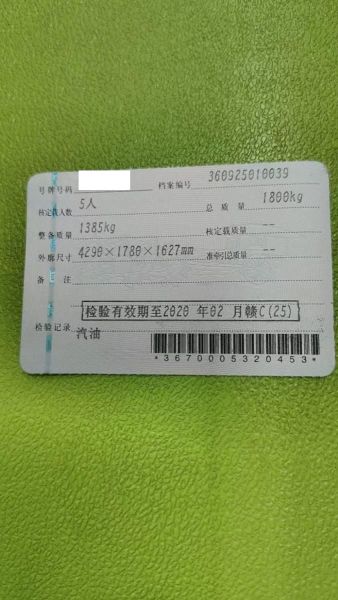 号牌号码 档案编号 360925010039
核定载人数 5人 总质量 1800kg
整备质量 1385kg 核定载质量 --
外廓尺寸 4290×1780×1627mm 准牵引总质量 --
备注
检验有效期至2020 年02 月赣C(25)
检验记录 汽油
*3670005320453*